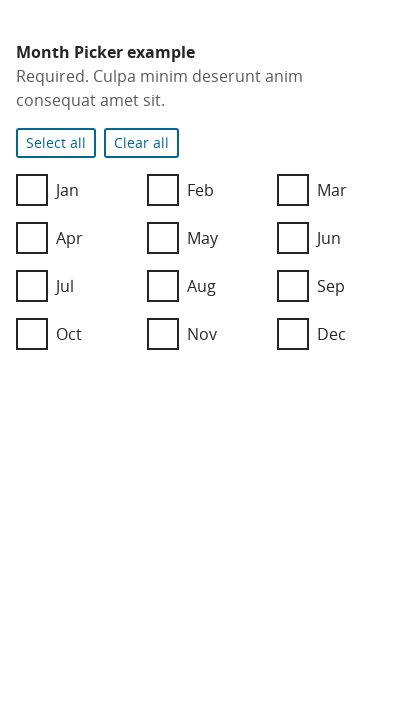 Month Picker example
Required. Culpa minim deserunt anim
consequat amet sit.
Select all Clear all
Jan Feb Mar
Apr May Jun
Jul Aug Sep
Oct Nov Dec